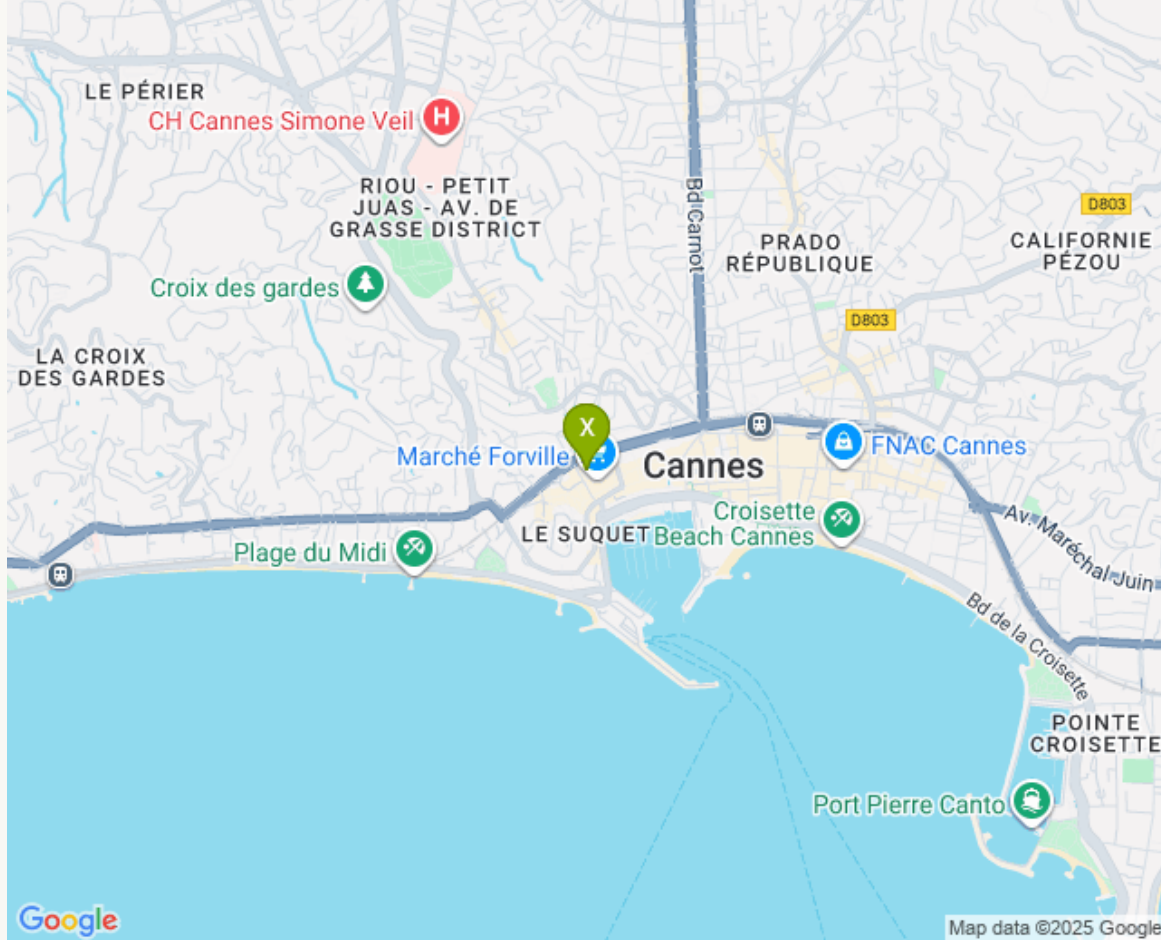 LE PÉRIER
CH Cannes Simone Veil
H
RIOU - PETIT
JUAS - AV. DE
GRASSE DISTRICT
Bd Carnot
D803
PRADO
RÉPUBLIQUE
CALIFORNIE
PÉZOU
Croix des gardes
D803
LA CROIX
DES GARDES
X
Marché Forville
Cannes
FNAC Cannes
LE SUQUET
Croisette
Beach Cannes
Av. Maréchal Juin
Plage du Midi
Bd de la Croisette
POINTE
CROISETTE
Port Pierre Canto
Google
Map data ©2025 Google